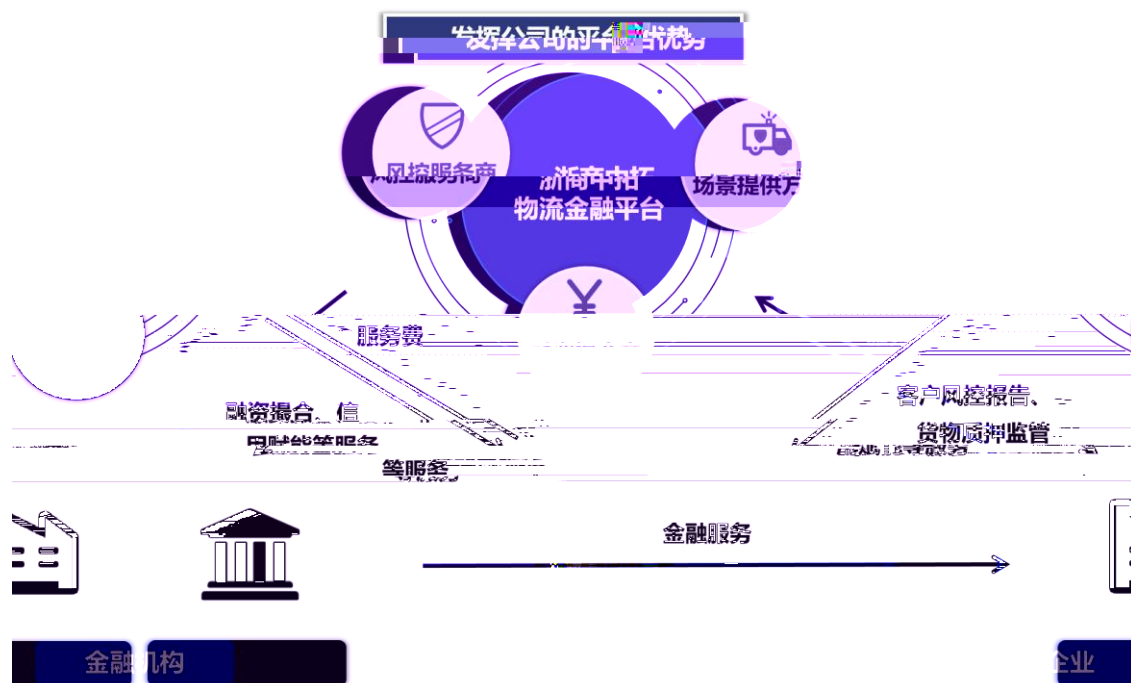 发挥公司的平台优势
风控服务商
浙商中拓
物流金融平台
场景提供方
服务费
融资撮合、信
用赋能等服务
等服务
客户风控报告、
货物质押监管
金融服务
金融机构
企业